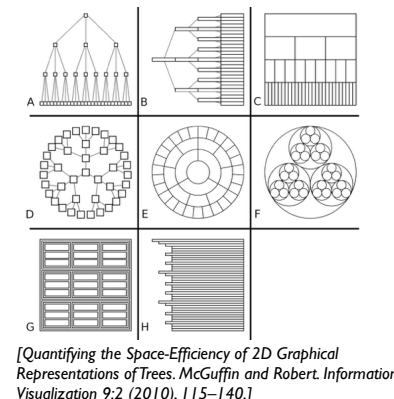 A
B
C
D
E
F
G
H
[Quantifying the Space-Efficiency of 2D Graphical
Representations of Trees. McGuffin and Robert. Information
Visualization 9:2 (2010), 115–140.]